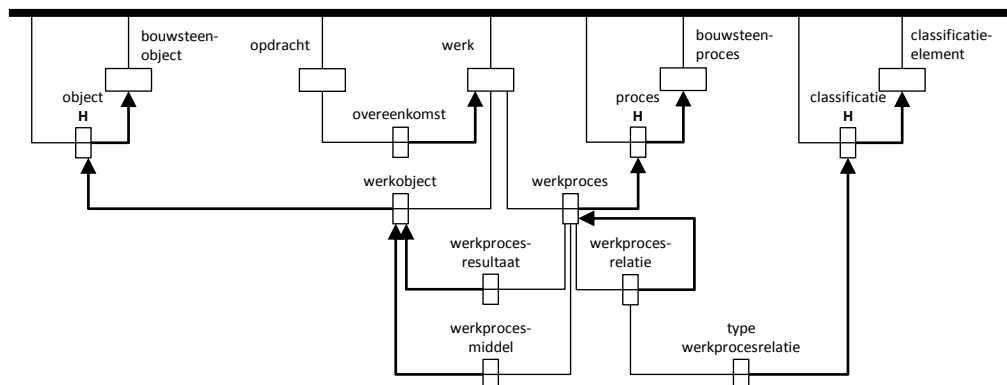 bouwsteen-
object
opdracht
werk
bouwsteen-
proces
classificatie-
element
object
H
overeenkomst
proces
H
classificatie
H
werkobject
werkproces
werkproces-
resultaat
werkproces-
relatie
werkproces-
middel
type
werkprocesrelatie